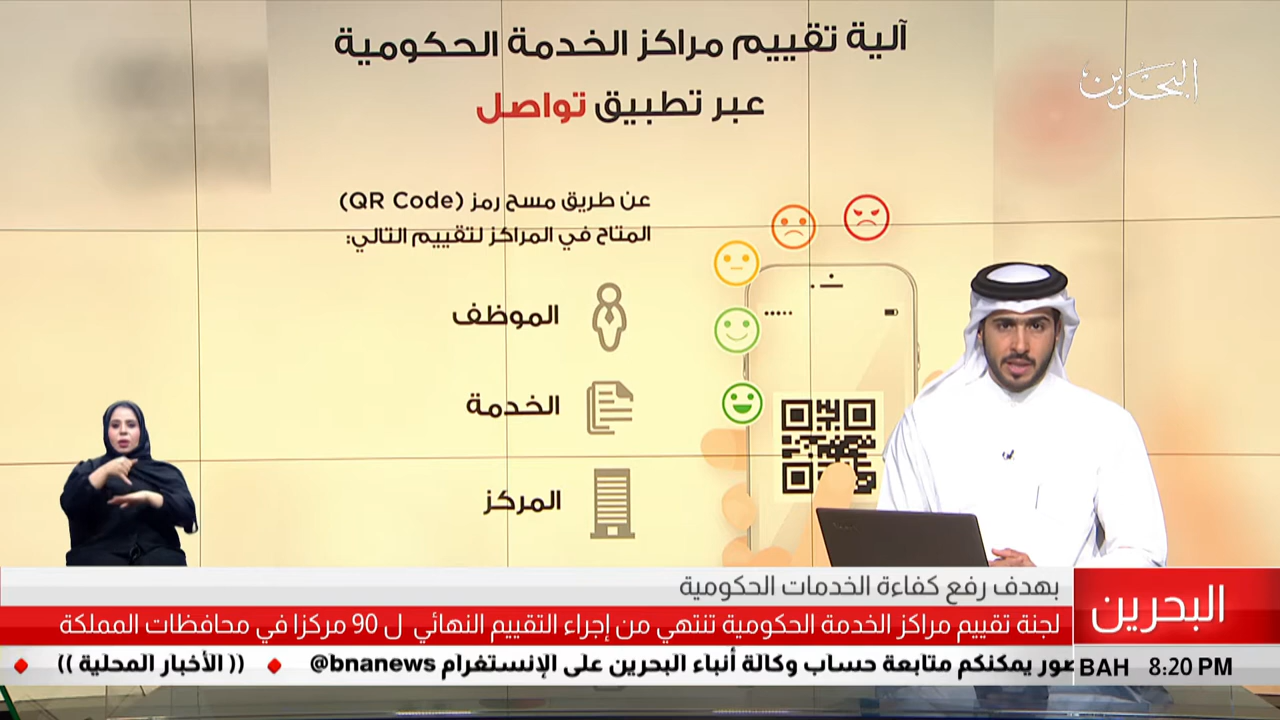 آلية تقييم مراكز الخدمة الحكومية
عبر تطبيق تواصل
البحرين
عن طريق مسح رمز (QR Code)
المتاح في المراكز لتقييم التالي:
الموظف
الخدمة
المركز
بهدف رفع كفاءة الخدمات الحكومية
البحرين
لجنة تقييم مراكز الخدمة الحكومية تنتهي من إجراء التقييم النهائي ل 90 مركزا في محافظات المملكة
صور يمكنكم متابعة حساب وكالة أنباء البحرين على الإنستغرام @bnanews ♦ (( الأخبار المحلية )) ♦
BAH 8:20 PM